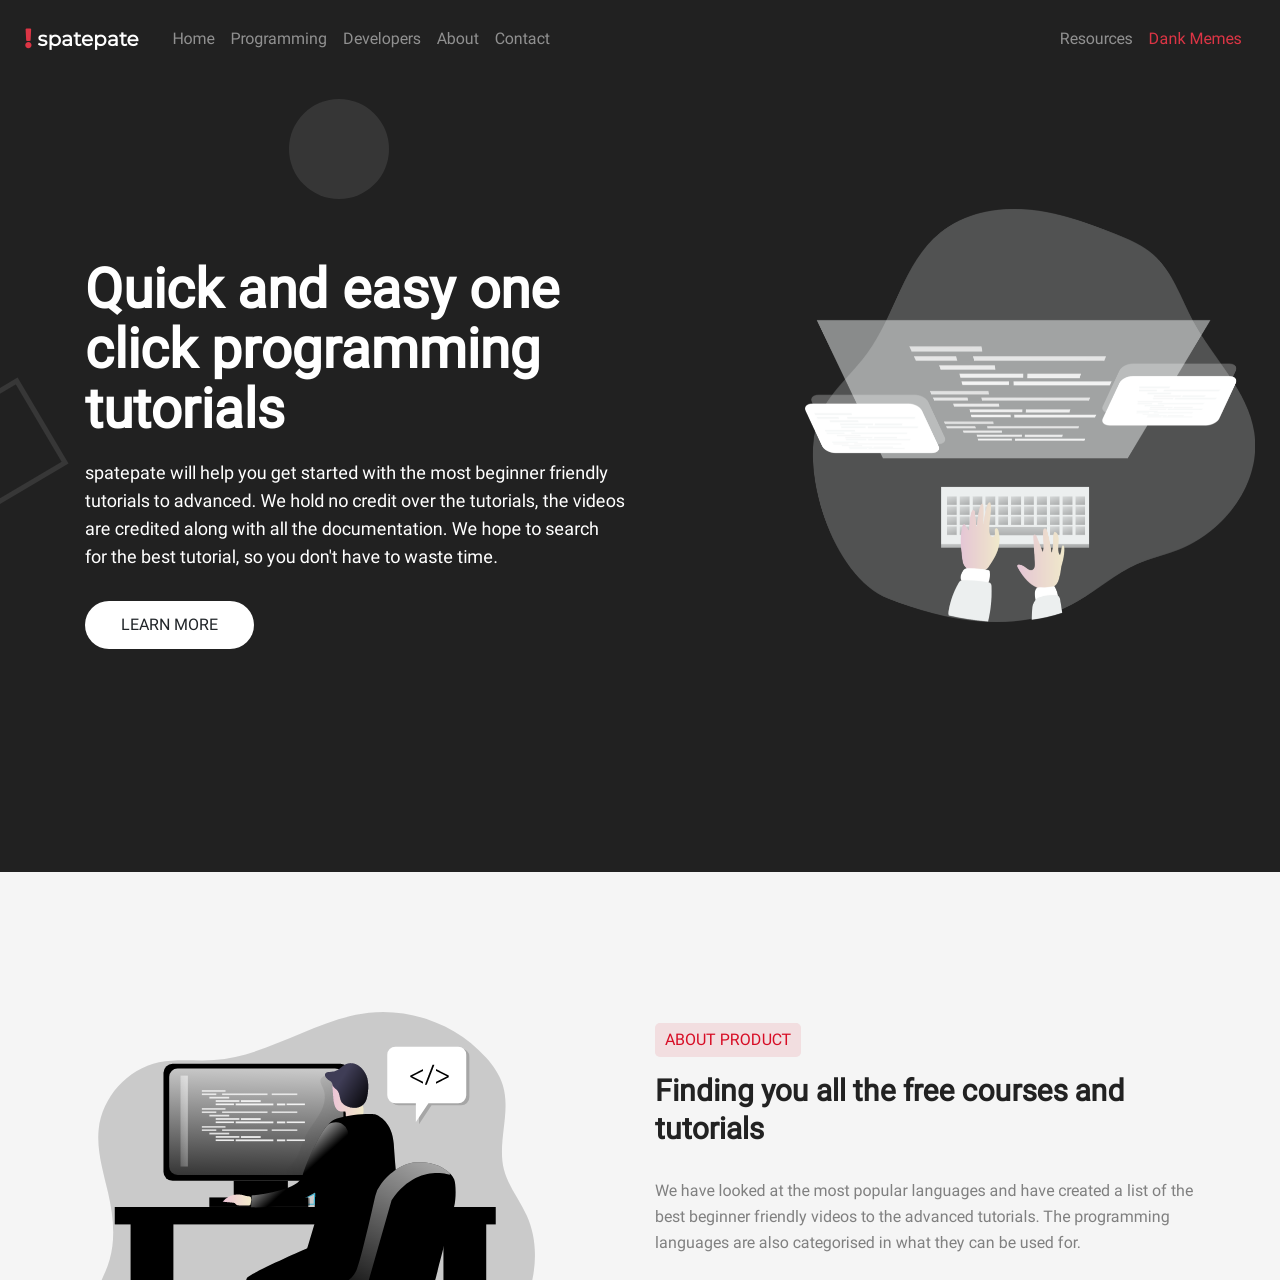 spatepate Home Programming Developers About Contact Resources Dank Memes
Quick and easy one
click programming
tutorials
spatepate will help you get started with the most beginner friendly
tutorials to advanced. We hold no credit over the tutorials, the videos
are credited along with all the documentation. We hope to search
for the best tutorial, so you don't have to waste time.
LEARN MORE
</>
ABOUT PRODUCT
Finding you all the free courses and
tutorials
We have looked at the most popular languages and have created a list of the
best beginner friendly videos to the advanced tutorials. The programming
languages are also categorised in what they can be used for.